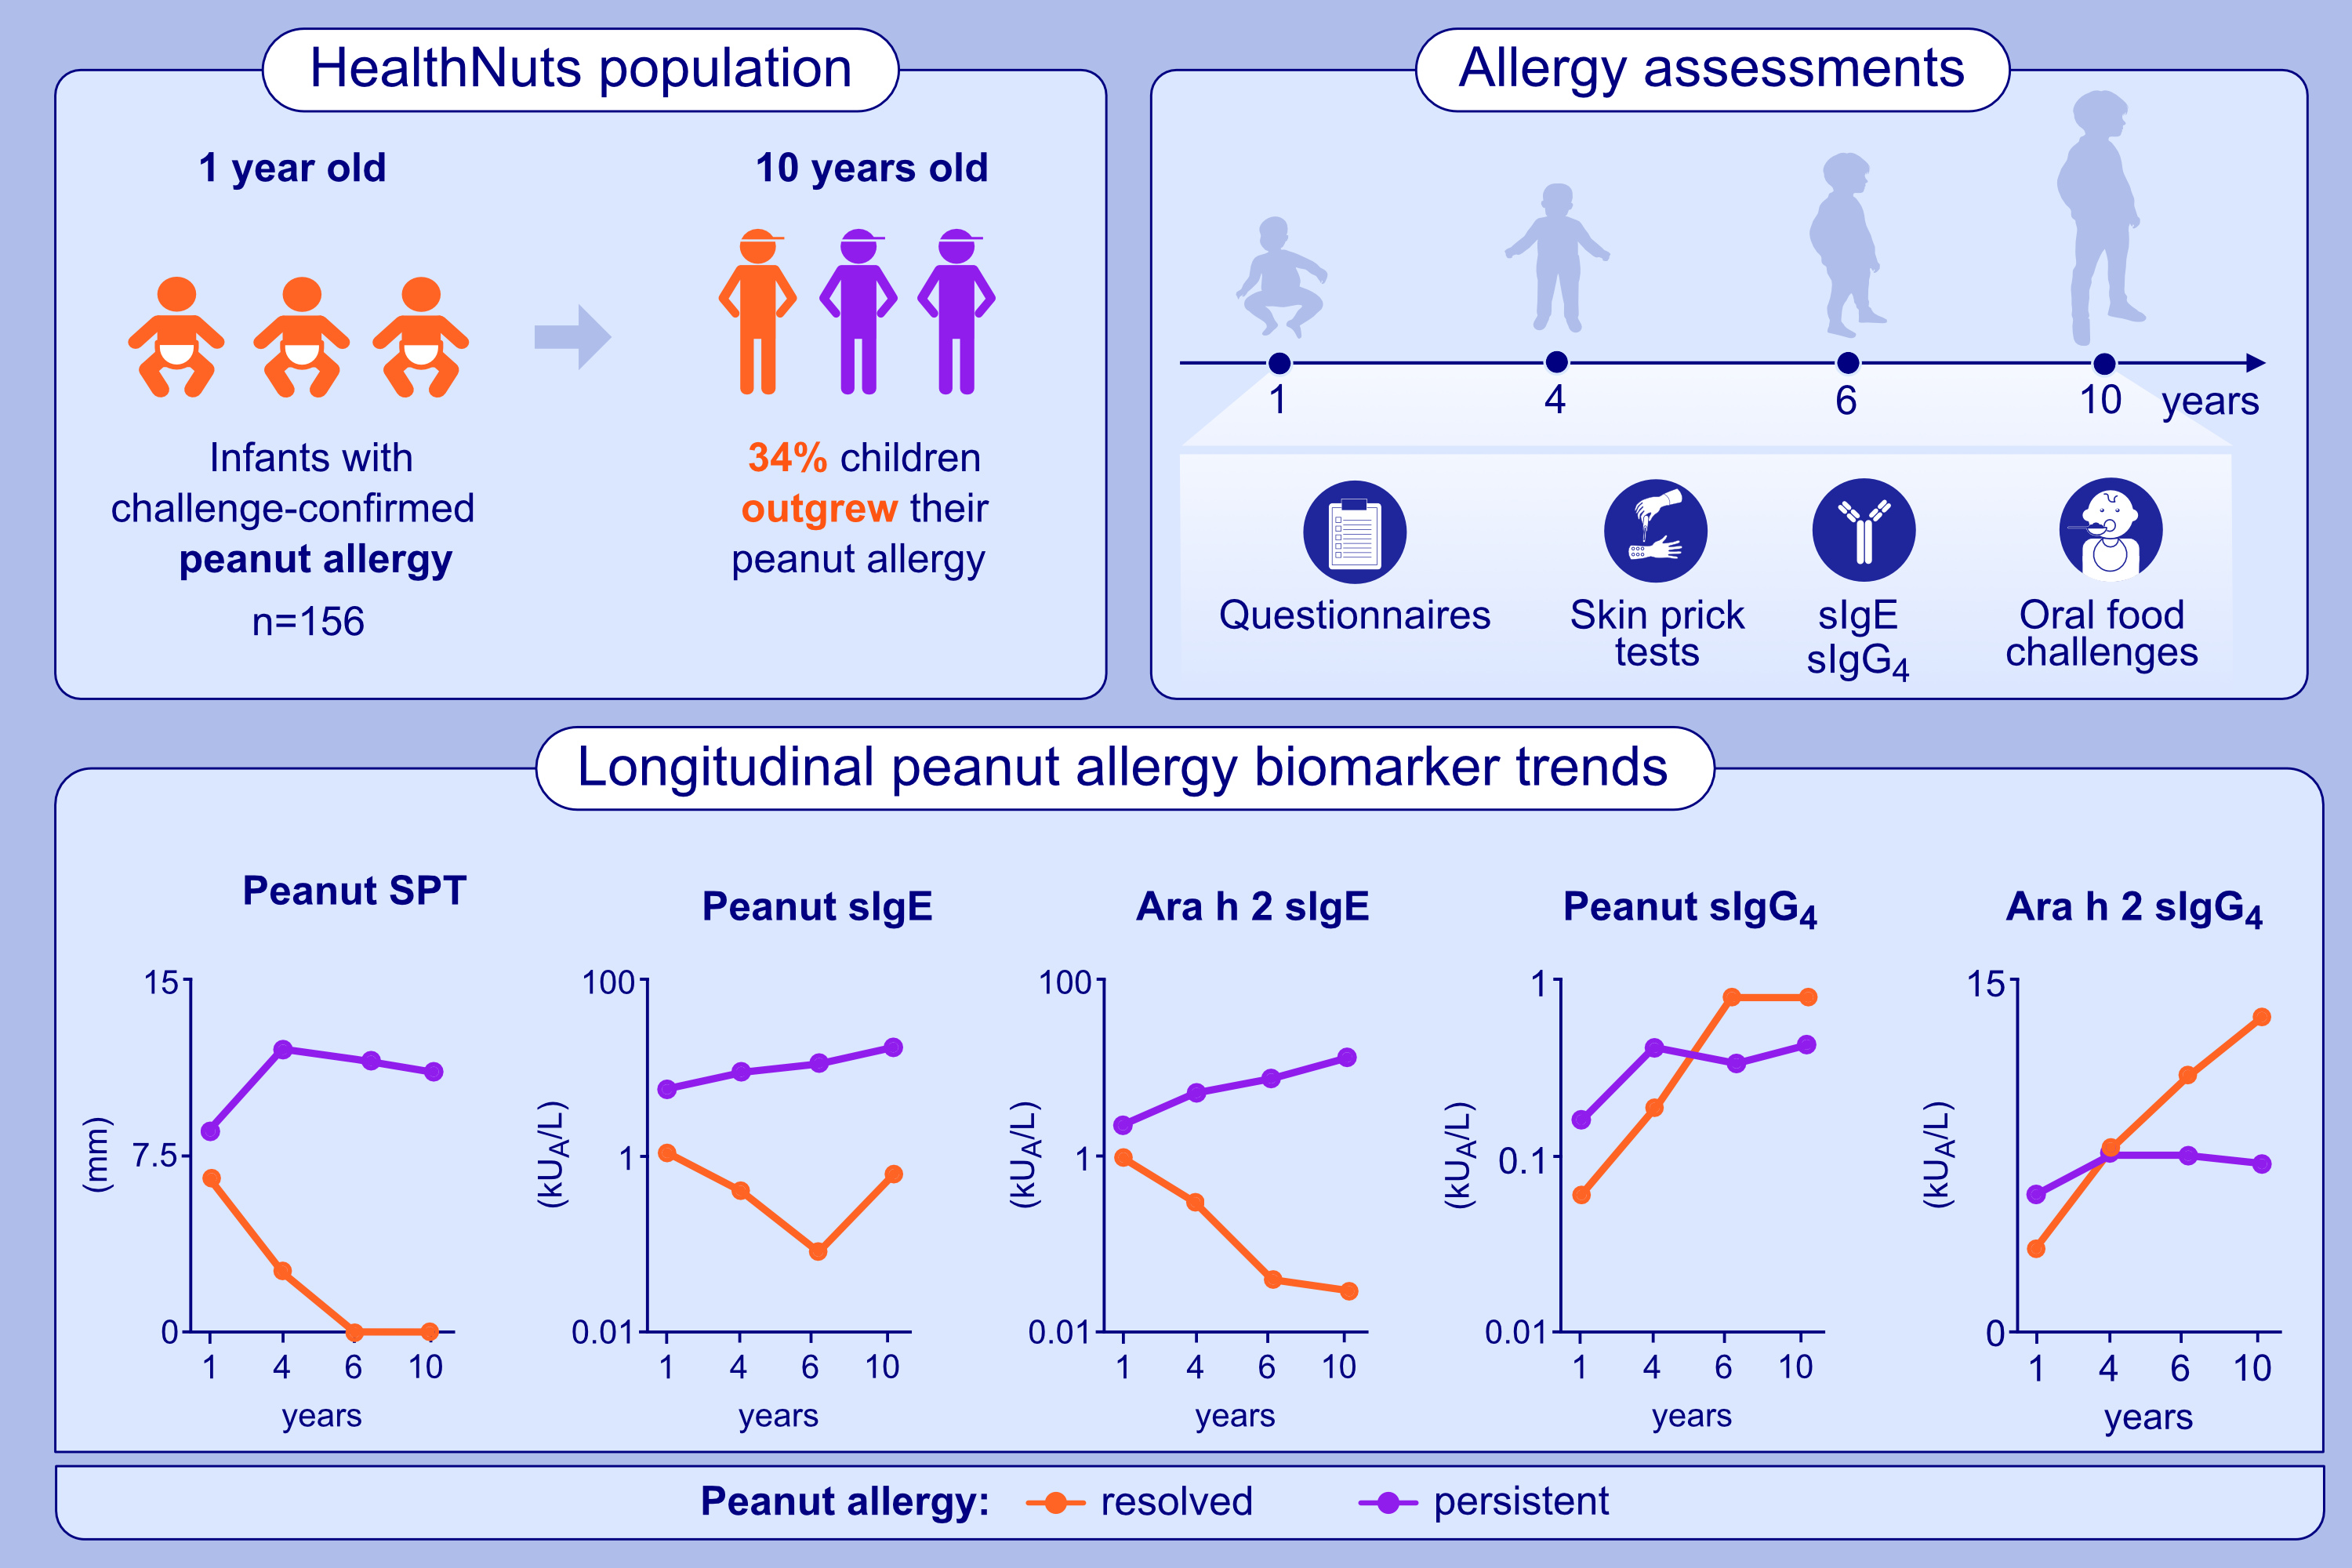 HealthNuts population
1 year old
10 years old
Infants with
challenge-confirmed
peanut allergy
n=156
34% children
outgrew their
peanut allergy
Allergy assessments
1 4 6 10 years
Questionnaires
Skin prick
tests
sIgE
sIgG4
Oral food
challenges
Longitudinal peanut allergy biomarker trends
Peanut SPT
(mm)
15
7.5
0
1 4 6 10
years
Peanut sIgE
(kUA/L)
100
1
0.01
1 4 6 10
years
Ara h 2 sIgE
(kUA/L)
100
1
0.01
1 4 6 10
years
Peanut sIgG4
(kUA/L)
1
0.1
0.01
1 4 6 10
years
Ara h 2 sIgG4
(kUA/L)
15
0
1 4 6 10
years
Peanut allergy: resolved persistent